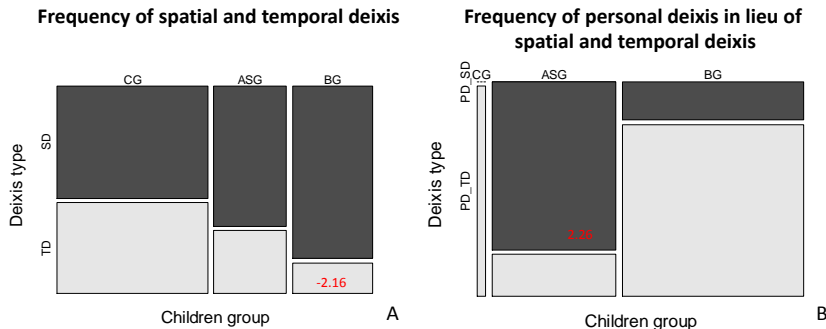 Frequency of spatial and temporal deixis
CG ASG BG
SD
TD
Deixis type
-2.16
Children group
A
Frequency of personal deixis in lieu of
spatial and temporal deixis
CG ASG BG
PD_SD
PD_TD
Deixis type
2.26
Children group
B